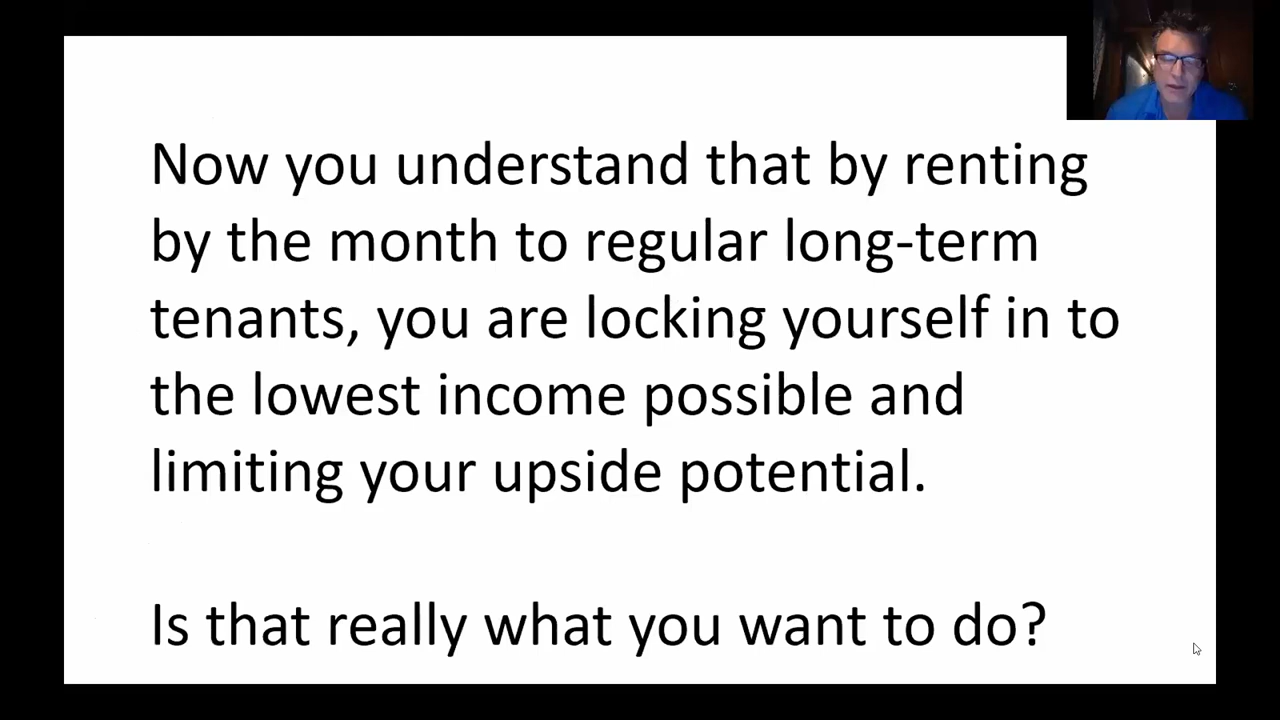 Now you understand that by renting
by the month to regular long-term
tenants, you are locking yourself in to
the lowest income possible and
limiting your upside potential.
Is that really what you want to do?